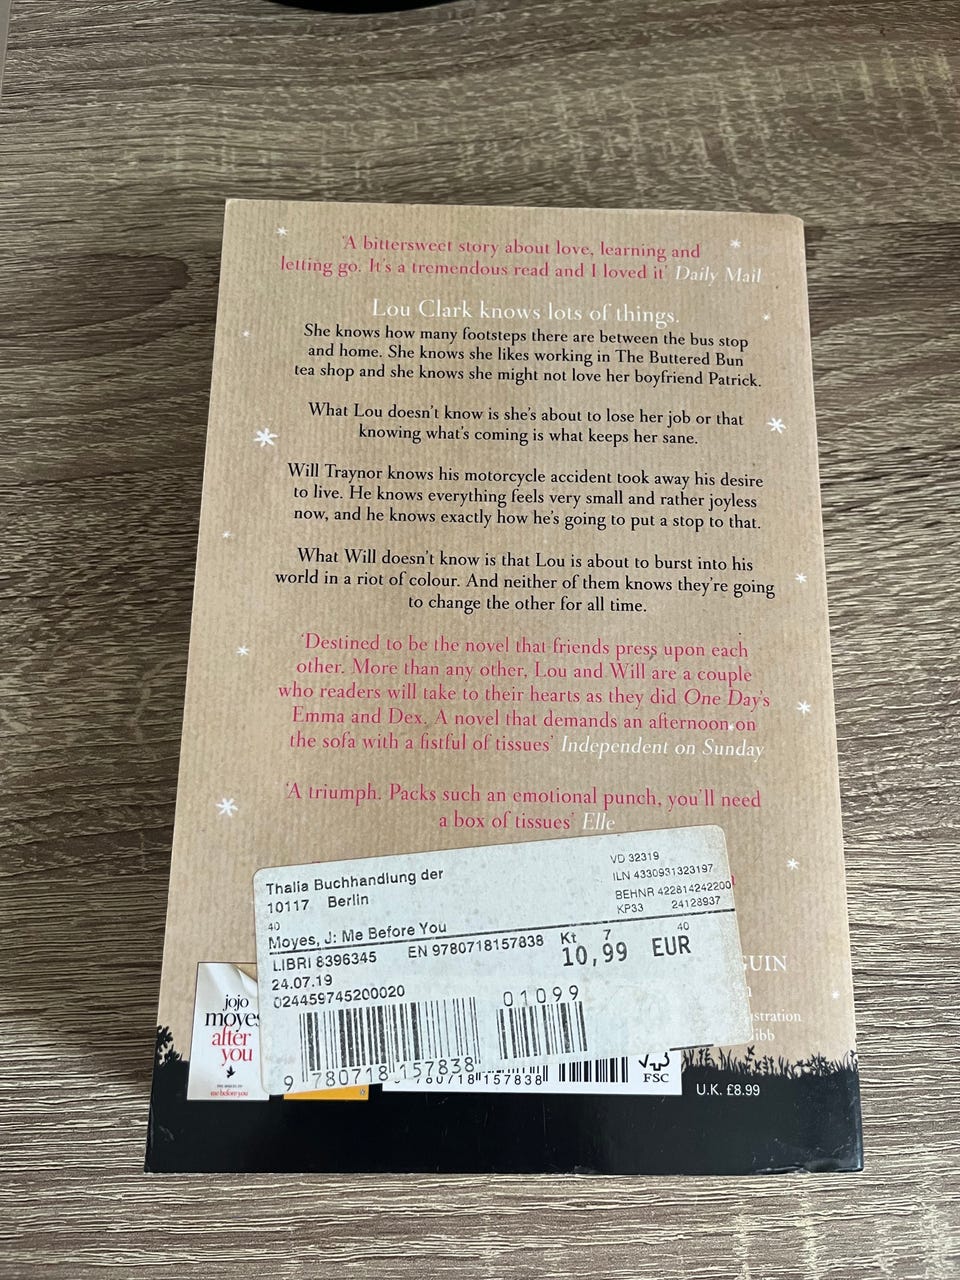 'A bittersweet story about love, learning and
letting go. It's a tremendous read and I loved it' Daily Mail
Lou Clark knows lots of things.
She knows how many footsteps there are between the bus stop
and home. She knows she likes working in The Buttered Bun
tea shop and she knows she might not love her boyfriend Patrick.
What Lou doesn't know is she's about to lose her job or that
knowing what's coming is what keeps her sane.
Will Traynor knows his motorcycle accident took away his desire
to live. He knows everything feels very small and rather joyless
now, and he knows exactly how he's going to put a stop to that.
What Will doesn't know is that Lou is about to burst into his
world in a riot of colour. And neither of them knows they're going
to change the other for all time.
'Destined to be the novel that friends press upon each
other. More than any other, Lou and Will are a couple
who readers will take to their hearts as they did One Day's
Emma and Dex. A novel that demands an afternoon on
the sofa with a fistful of tissues' Independent on Sunday
'A triumph. Packs such an emotional punch, you'll need
a box of tissues' Elle
Thalia Buchhandlung der
10117 Berlin
VD 32319
ILN 4330931323197
BEHNR 422814242200
KP33 24128937
40
Moyes, J: Me Before You
LIBRI 8396345 EN 9780718157838
Kt 7 40
10,99 EUR
24.07.19
024459745200020
01099
9 780718 157838
780718 157838
GUIN
ustration
ibb
jojo
moyes
after
you
me before you
FSC
U.K. £8.99